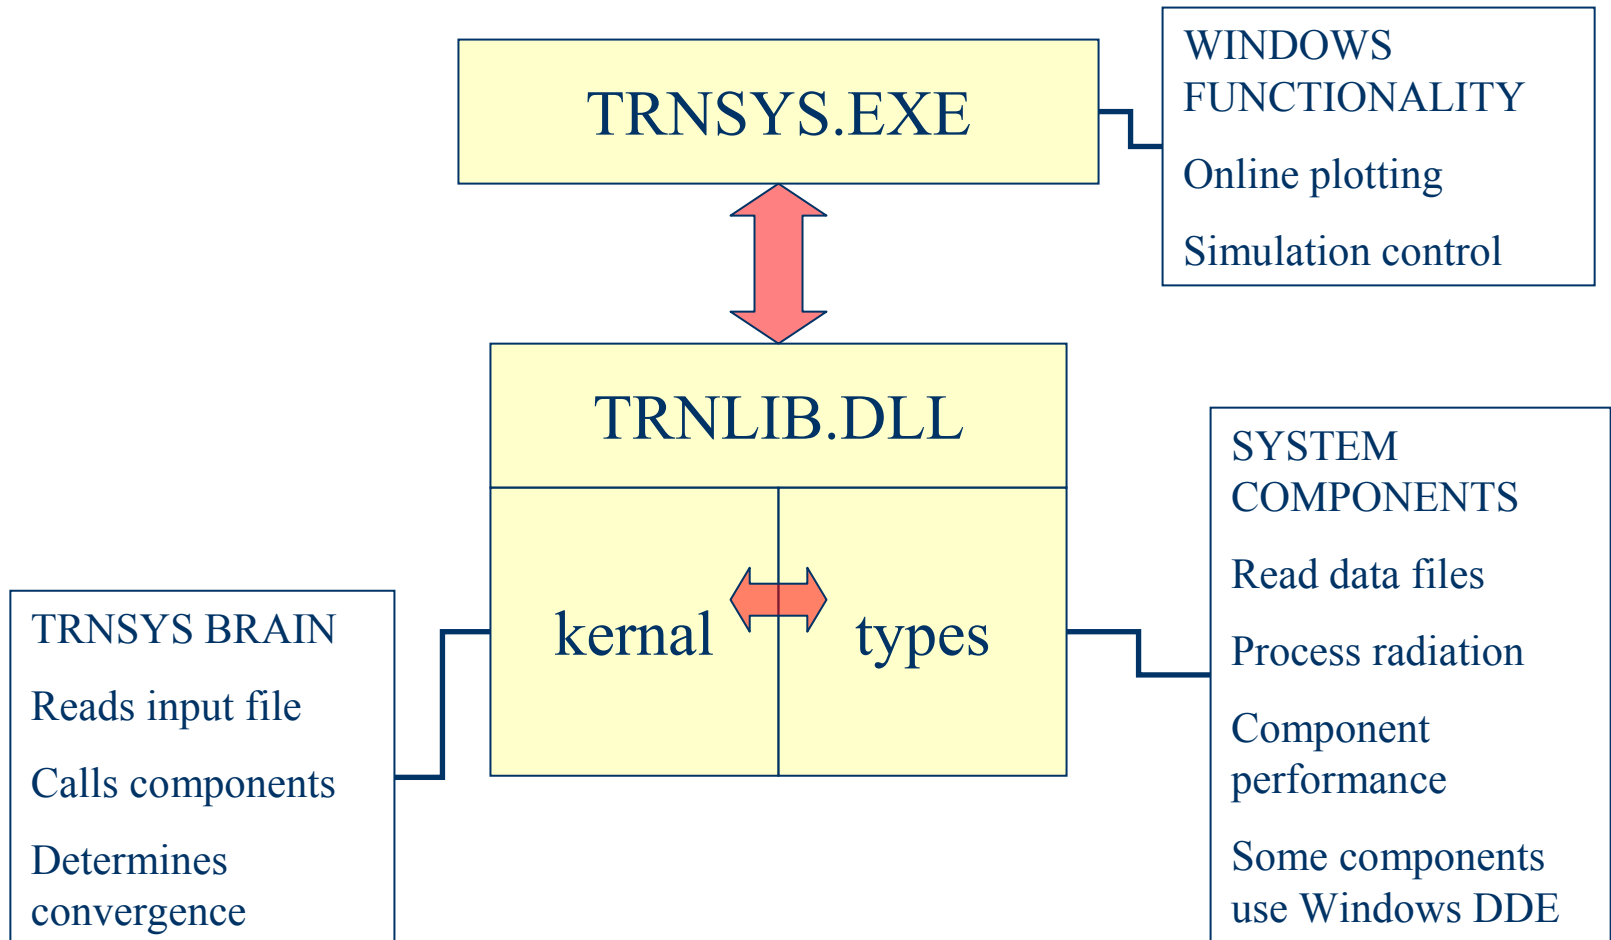 TRNSYS.EXE
WINDOWS
FUNCTIONALITY
Online plotting
Simulation control
TRNLIB.DLL
kernal
types
TRNSYS BRAIN
Reads input file
Calls components
Determines
convergence
SYSTEM
COMPONENTS
Read data files
Process radiation
Component
performance
Some components
use Windows DDE